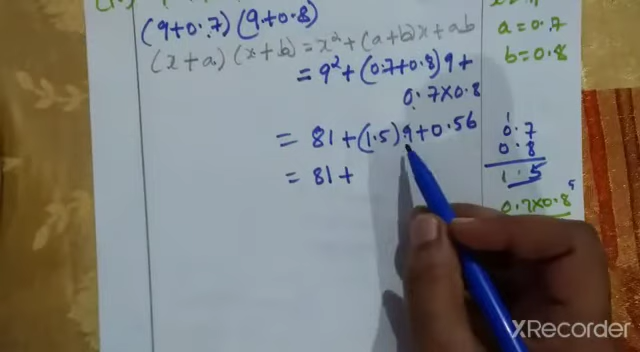 (9+0.7) (9+0.8)
(x+a) (x+b) = x²+(a+b)x+ab
= 9²+(0.7+0.8)9+
0.7×0.8
= 81+(1.5)9+0.56
= 81+
a=0.7
b=0.8
1
0.7
0.8
1.5
0.7×0.8
XRecorder